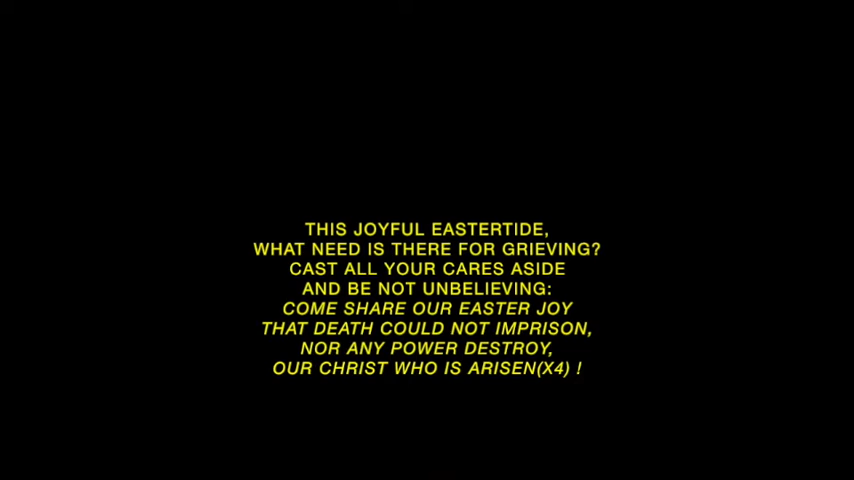 THIS JOYFUL EASTERTIDE,
WHAT NEED IS THERE FOR GRIEVING?
CAST ALL YOUR CARES ASIDE
AND BE NOT UNBELIEVING:
COME SHARE OUR EASTER JOY
THAT DEATH COULD NOT IMPRISON,
NOR ANY POWER DESTROY,
OUR CHRIST WHO IS ARISEN(X4) !